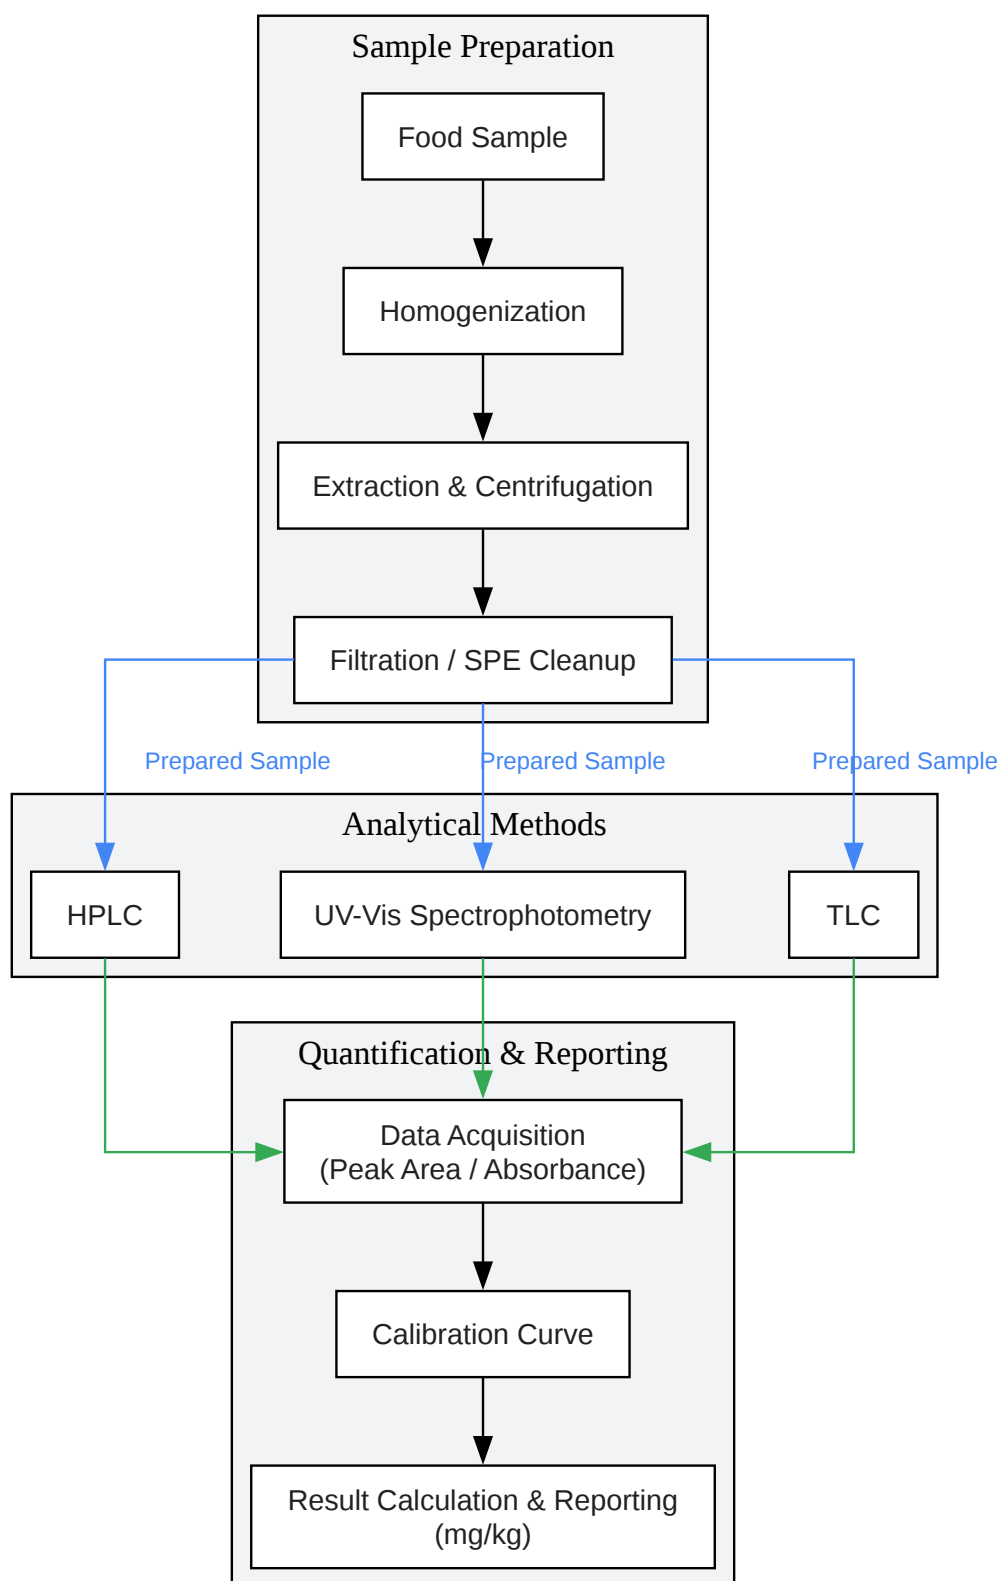 Sample Preparation
Food Sample
Homogenization
Extraction & Centrifugation
Filtration / SPE Cleanup
Prepared Sample
Prepared Sample
Prepared Sample
Analytical Methods
HPLC
UV-Vis Spectrophotometry
TLC
Quantification & Reporting
Data Acquisition
(Peak Area / Absorbance)
Calibration Curve
Result Calculation & Reporting
(mg/kg)